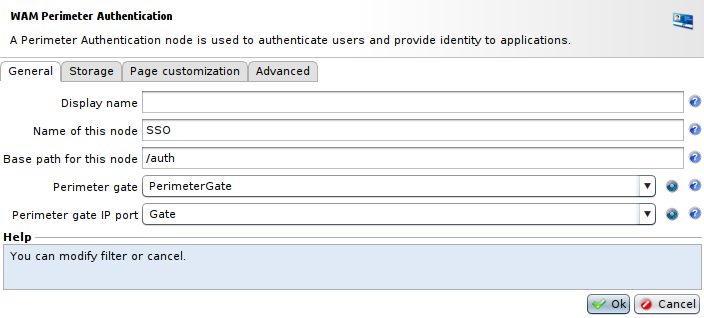 WAM Perimeter Authentication
A Perimeter Authentication node is used to authenticate users and provide identity to applications.
General Storage Page customization Advanced
Display name
Name of this node SSO
Base path for this node /auth
Perimeter gate PerimeterGate
Perimeter gate IP port Gate
Help
You can modify filter or cancel.
Ok Cancel